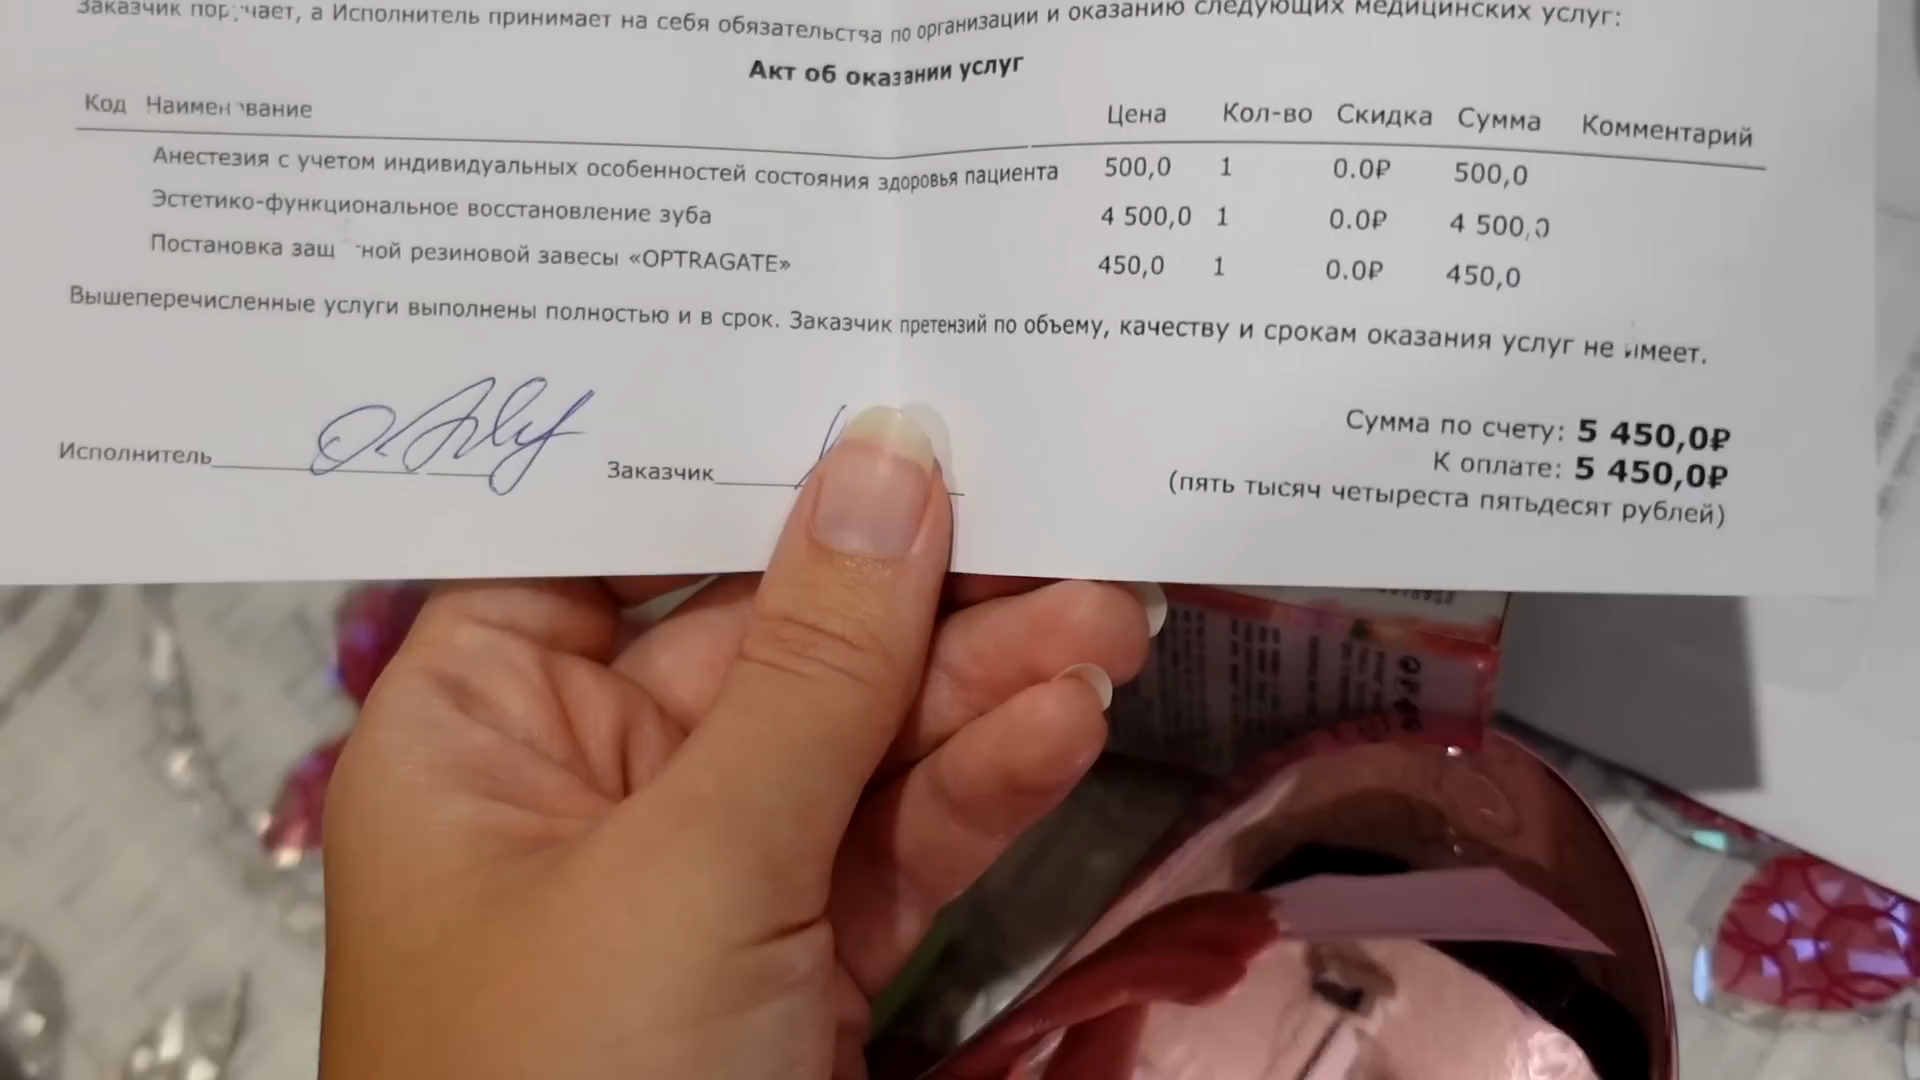 Заказчик поручает, а Исполнитель принимает на себя обязательства по организации и оказанию следующих медицинских услуг:
Акт об оказании услуг
Код Наименование Цена Кол-во Скидка Сумма Комментарий
Анестезия с учетом индивидуальных особенностей состояния здоровья пациента 500,0 1 0.0₽ 500,0
Эстетико-функциональное восстановление зуба 4 500,0 1 0.0₽ 4 500,0
Постановка защитной резиновой завесы «OPTRAGATE» 450,0 1 0.0₽ 450,0
Вышеперечисленные услуги выполнены полностью и в срок. Заказчик претензий по объему, качеству и срокам оказания услуг не имеет.
Исполнитель Заказчик
Сумма по счету: 5 450,0₽
К оплате: 5 450,0₽
(пять тысяч четыреста пятьдесят рублей)